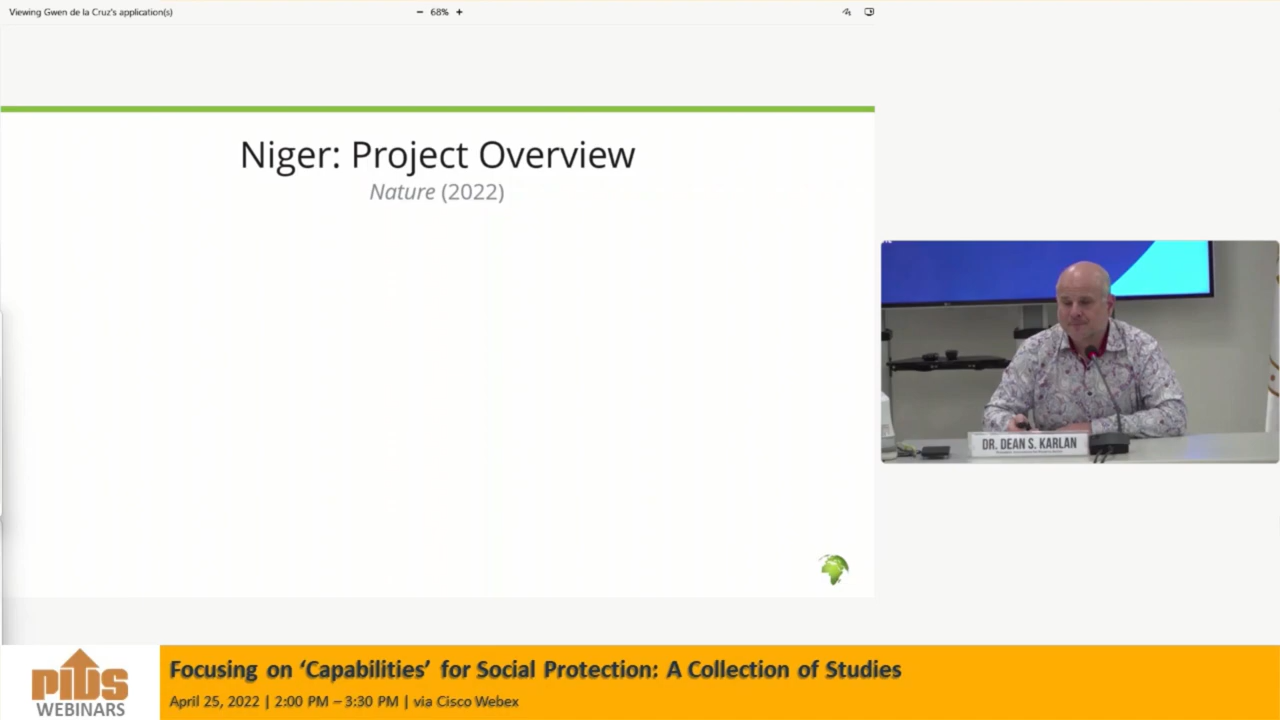 Viewing Gwen de la Cruz's application(s)
− 68% +
Niger: Project Overview
Nature (2022)
DR. DEAN S. KARLAN
PIDS
WEBINARS
Focusing on ‘Capabilities’ for Social Protection: A Collection of Studies
April 25, 2022 | 2:00 PM – 3:30 PM | via Cisco Webex